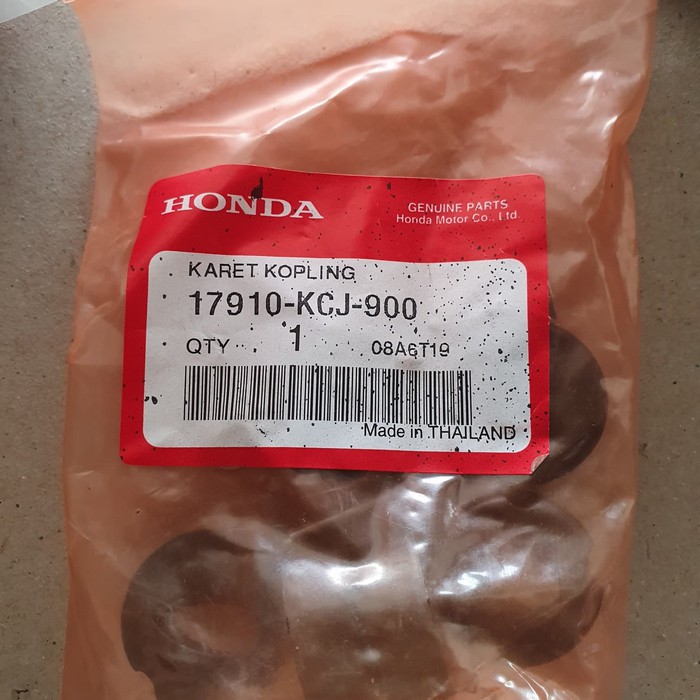 HONDA
GENUINE PARTS
Honda Motor Co., Ltd.
KARET KOPLING
17910-KCJ-900
QTY 1 08A6T19
Made in THAILAND